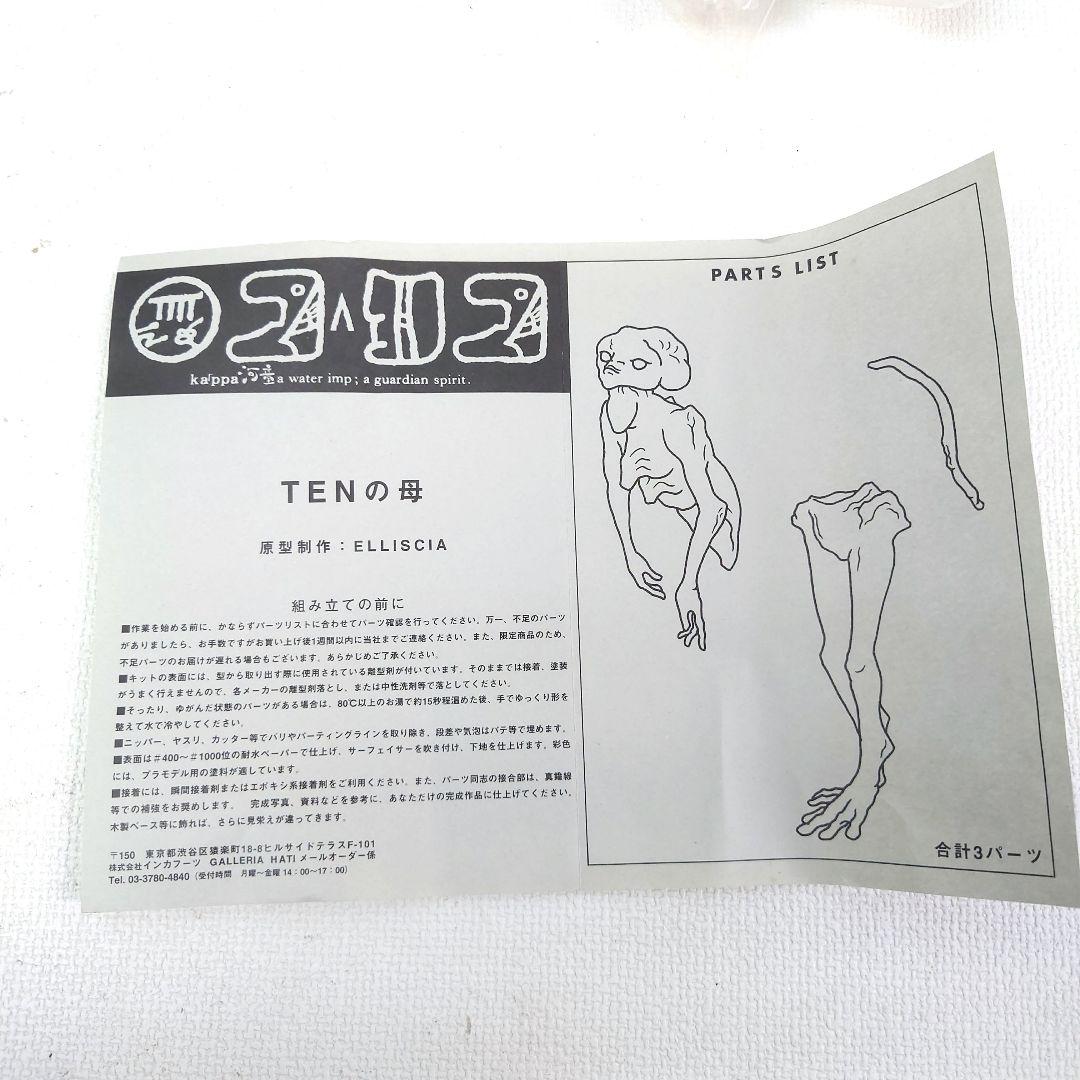 kappa 河童 a water imp; a guardian spirit.
TENの母
原型制作：ELLISCIA
組み立ての前に
■作業を始める前に、かならずパーツリストに合わせてパーツ確認を行ってください。万一、不足のパーツ
がありましたら、お手数ですがお買い上げ後1週間以内に当社までご連絡ください。また、限定商品のため、
不足パーツのお届けが遅れる場合もございます。あらかじめご了承ください。
■キットの表面には、型から取り出す際に使用されている離型剤が付いています。そのままでは接着、塗装
がうまく行えませんので、各メーカーの離型剤落とし、または中性洗剤等で落としてください。
■そったり、ゆがんだ状態のパーツがある場合は、80℃以上のお湯で約15秒程温めた後、手でゆっくり形を
整えて水で冷やしてください。
■ニッパー、ヤスリ、カッター等でバリやパーティングラインを取り除き、段差や気泡はパテ等で埋めます。
■表面は＃400〜＃1000位の耐水ペーパーで仕上げ、サーフェイサーを吹き付け、下地を仕上げます。彩色
には、プラモデル用の塗料が適しています。
■接着には、瞬間接着剤またはエポキシ系接着剤をご利用ください。また、パーツ同志の接合部は、真鍮線
等での補強をお奨めします。 完成写真、資料などを参考に、あなただけの完成作品に仕上げてください。
木製ベース等に飾れば、さらに見栄えが違ってきます。
〒150 東京都渋谷区猿楽町18-8ヒルサイドテラスF-101
株式会社インカフーツ GALLERIA HATI メールオーダー係
Tel. 03-3780-4840（受付時間 月曜〜金曜 14：00〜17：00）
PARTS LIST
合計3パーツ